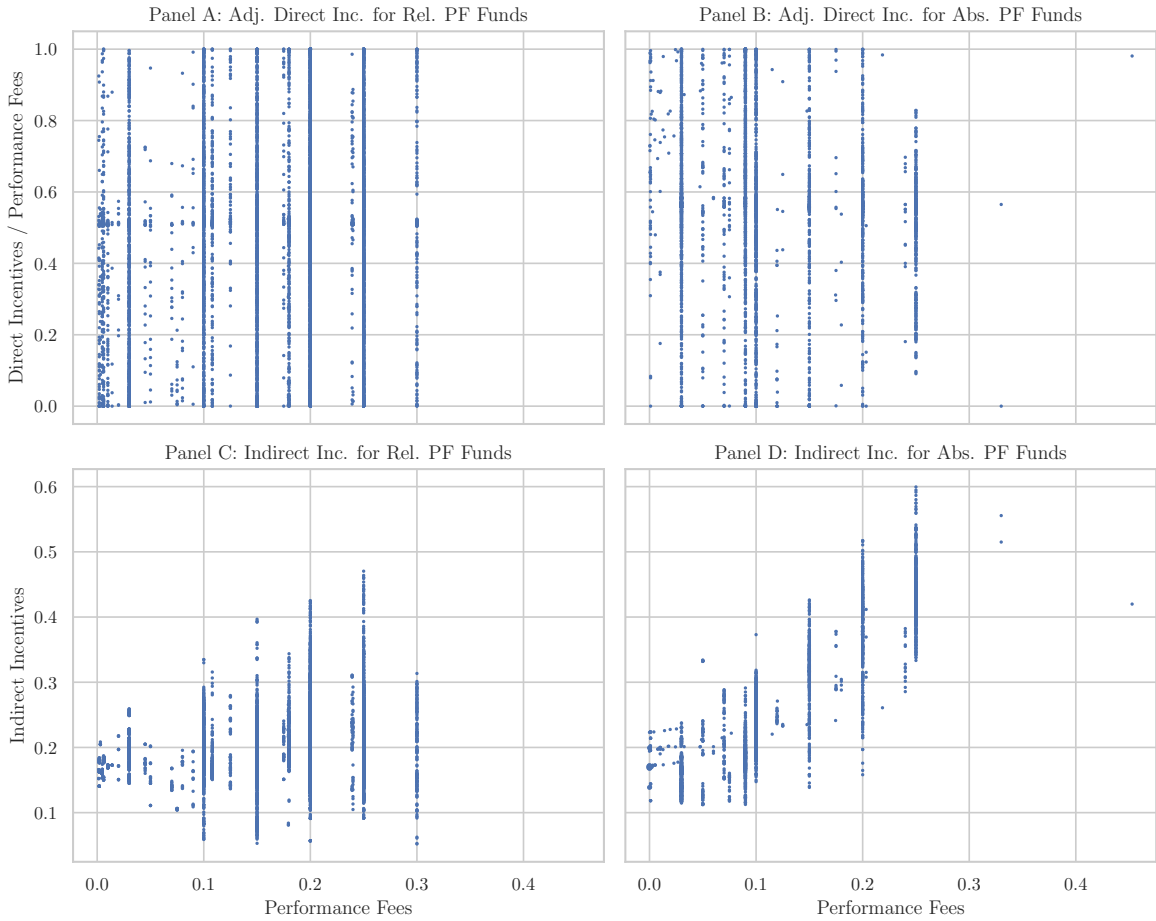 Panel A: Adj. Direct Inc. for Rel. PF Funds
Panel B: Adj. Direct Inc. for Abs. PF Funds
Direct Incentives / Performance Fees
1.0
0.8
0.6
0.4
0.2
0.0
Panel C: Indirect Inc. for Rel. PF Funds
Panel D: Indirect Inc. for Abs. PF Funds
Indirect Incentives
0.6
0.5
0.4
0.3
0.2
0.1
0.0 0.1 0.2 0.3 0.4
0.0 0.1 0.2 0.3 0.4
Performance Fees
Performance Fees